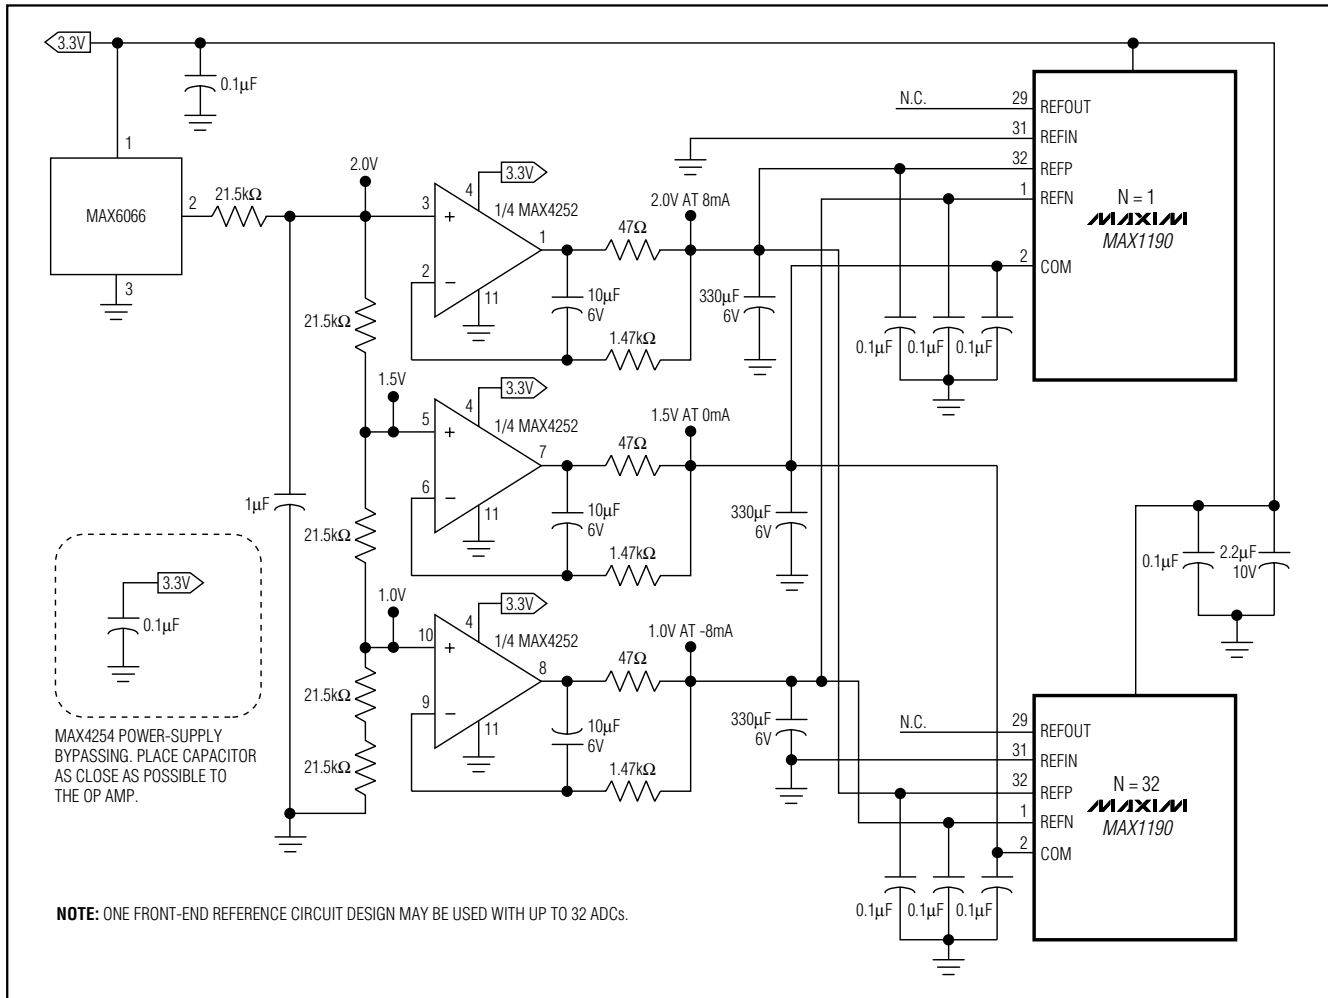 3.3V
0.1μF
1
MAX6066
2
3
21.5kΩ
2.0V
21.5kΩ
1μF
3
+
4
3.3V
1/4 MAX4252
1
2
−
11
47Ω
10μF
6V
1.47kΩ
2.0V AT 8mA
330μF
6V
1.5V
5
+
4
3.3V
1/4 MAX4252
7
6
−
11
47Ω
10μF
6V
1.47kΩ
1.5V AT 0mA
330μF
6V
21.5kΩ
1.0V
10
+
4
3.3V
1/4 MAX4252
8
9
−
11
47Ω
10μF
6V
1.47kΩ
1.0V AT -8mA
330μF
6V
21.5kΩ
21.5kΩ
3.3V
0.1μF
MAX4254 POWER-SUPPLY
BYPASSING. PLACE CAPACITOR
AS CLOSE AS POSSIBLE TO
THE OP AMP.
N.C.
29
REFOUT
31
REFIN
32
REFP
1
REFN
2
COM
N = 1
MAXIM
MAX1190
0.1μF
0.1μF
0.1μF
0.1μF
2.2μF
10V
N.C.
29
REFOUT
31
REFIN
32
REFP
1
REFN
2
COM
N = 32
MAXIM
MAX1190
0.1μF
0.1μF
0.1μF
NOTE: ONE FRONT-END REFERENCE CIRCUIT DESIGN MAY BE USED WITH UP TO 32 ADCs.